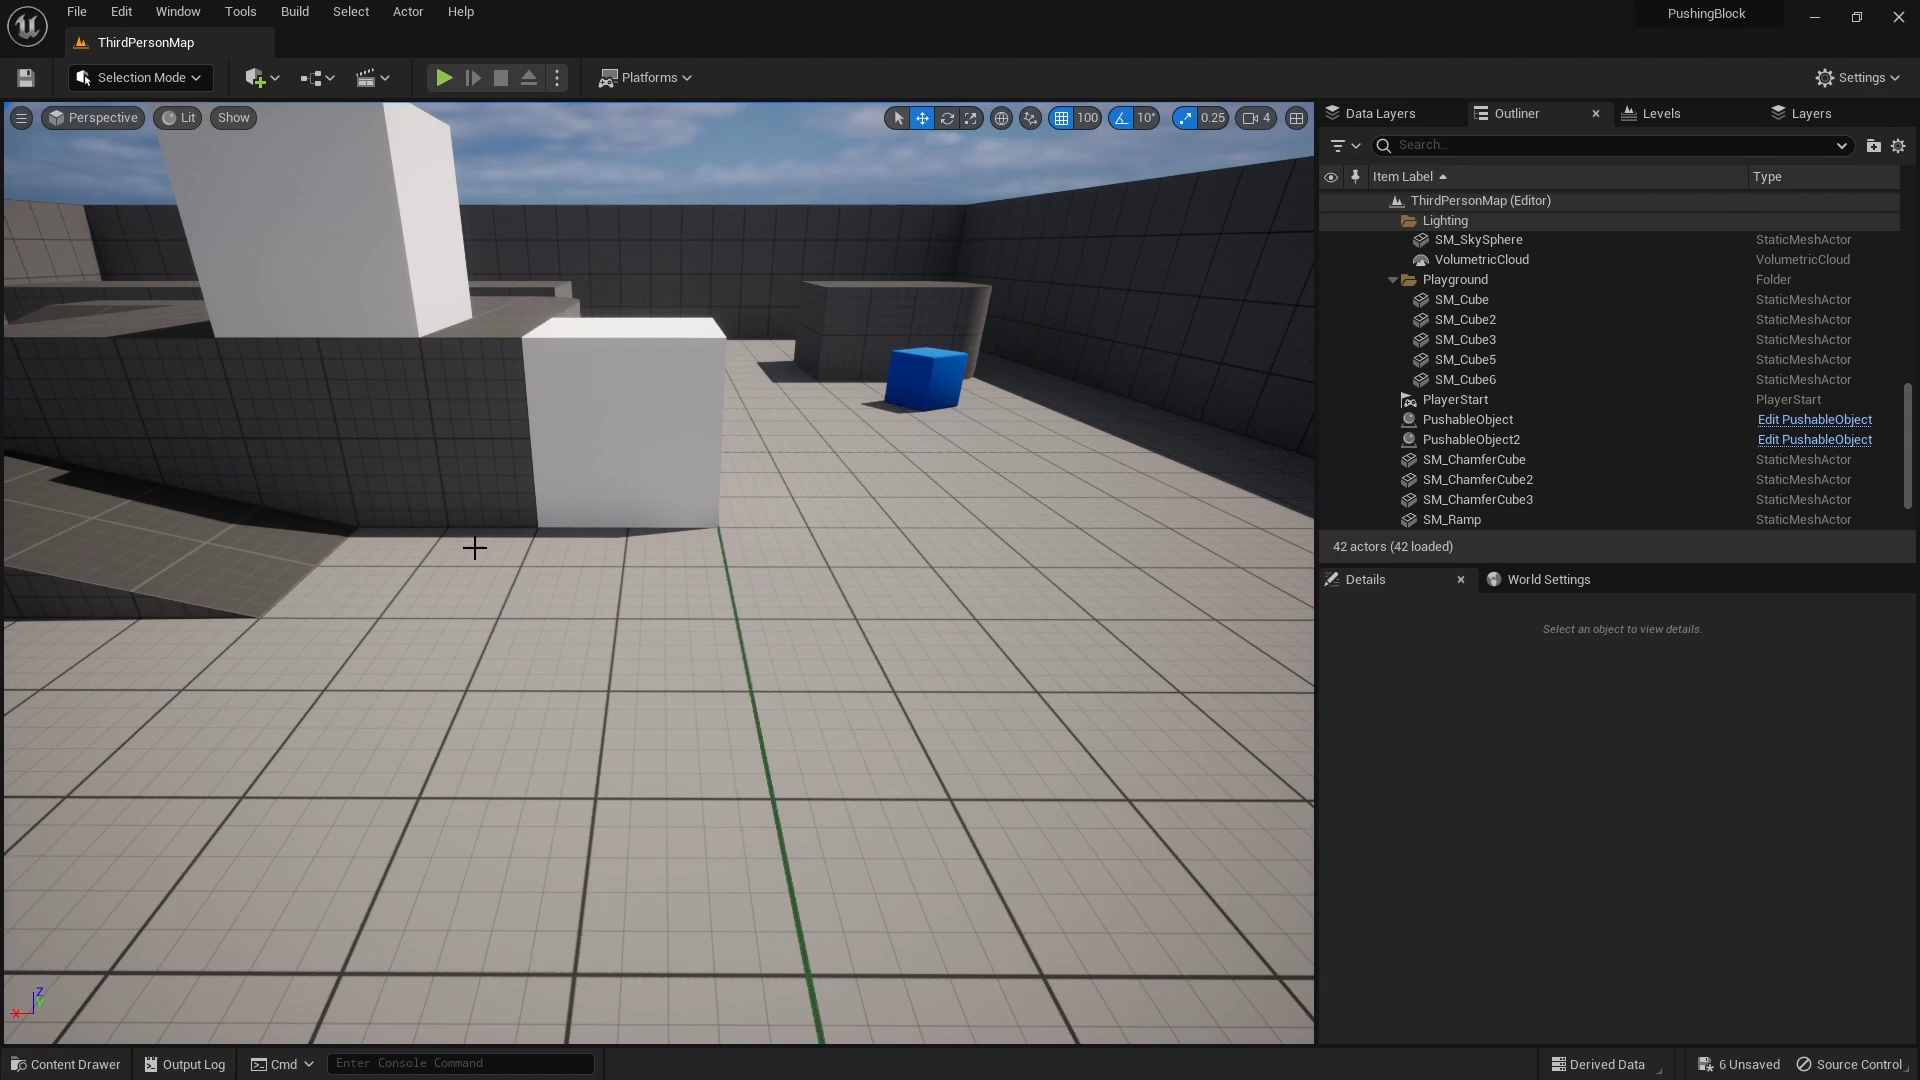 File Edit Window Tools Build Select Actor Help
PushingBlock
ThirdPersonMap
Selection Mode
Platforms
Settings
Perspective Lit Show
100 10° 0.25 4
Data Layers Outliner Levels Layers
Search...
Item Label Type
ThirdPersonMap (Editor)
Lighting
SM_SkySphere StaticMeshActor
VolumetricCloud VolumetricCloud
Playground Folder
SM_Cube StaticMeshActor
SM_Cube2 StaticMeshActor
SM_Cube3 StaticMeshActor
SM_Cube5 StaticMeshActor
SM_Cube6 StaticMeshActor
PlayerStart PlayerStart
PushableObject Edit PushableObject
PushableObject2 Edit PushableObject
SM_ChamferCube StaticMeshActor
SM_ChamferCube2 StaticMeshActor
SM_ChamferCube3 StaticMeshActor
SM_Ramp StaticMeshActor
42 actors (42 loaded)
Details World Settings
Select an object to view details.
Z
Y
X
Content Drawer Output Log Cmd Enter Console Command
Derived Data 6 Unsaved Source Control